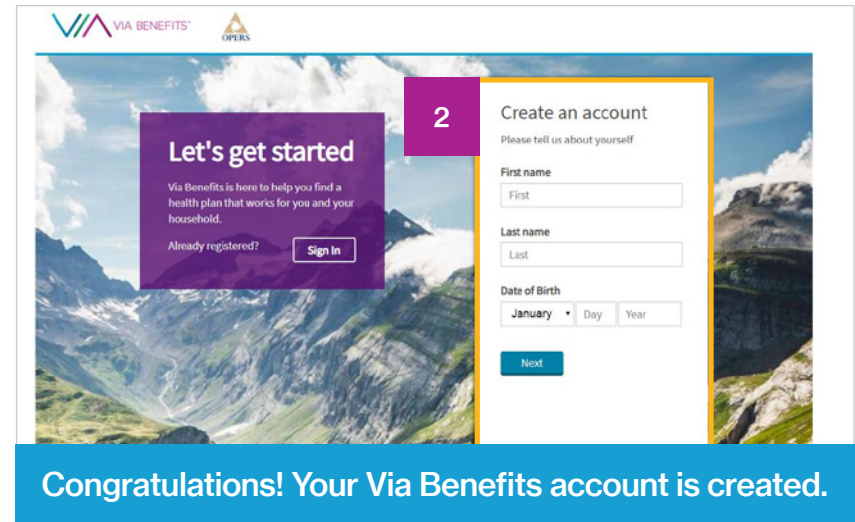 VIA BENEFITS™
OPERS
Let's get started
Via Benefits is here to help you find a
health plan that works for you and your
household.
Already registered?
Sign In
2
Create an account
Please tell us about yourself
First name
First
Last name
Last
Date of Birth
January Day Year
Next
Congratulations! Your Via Benefits account is created.